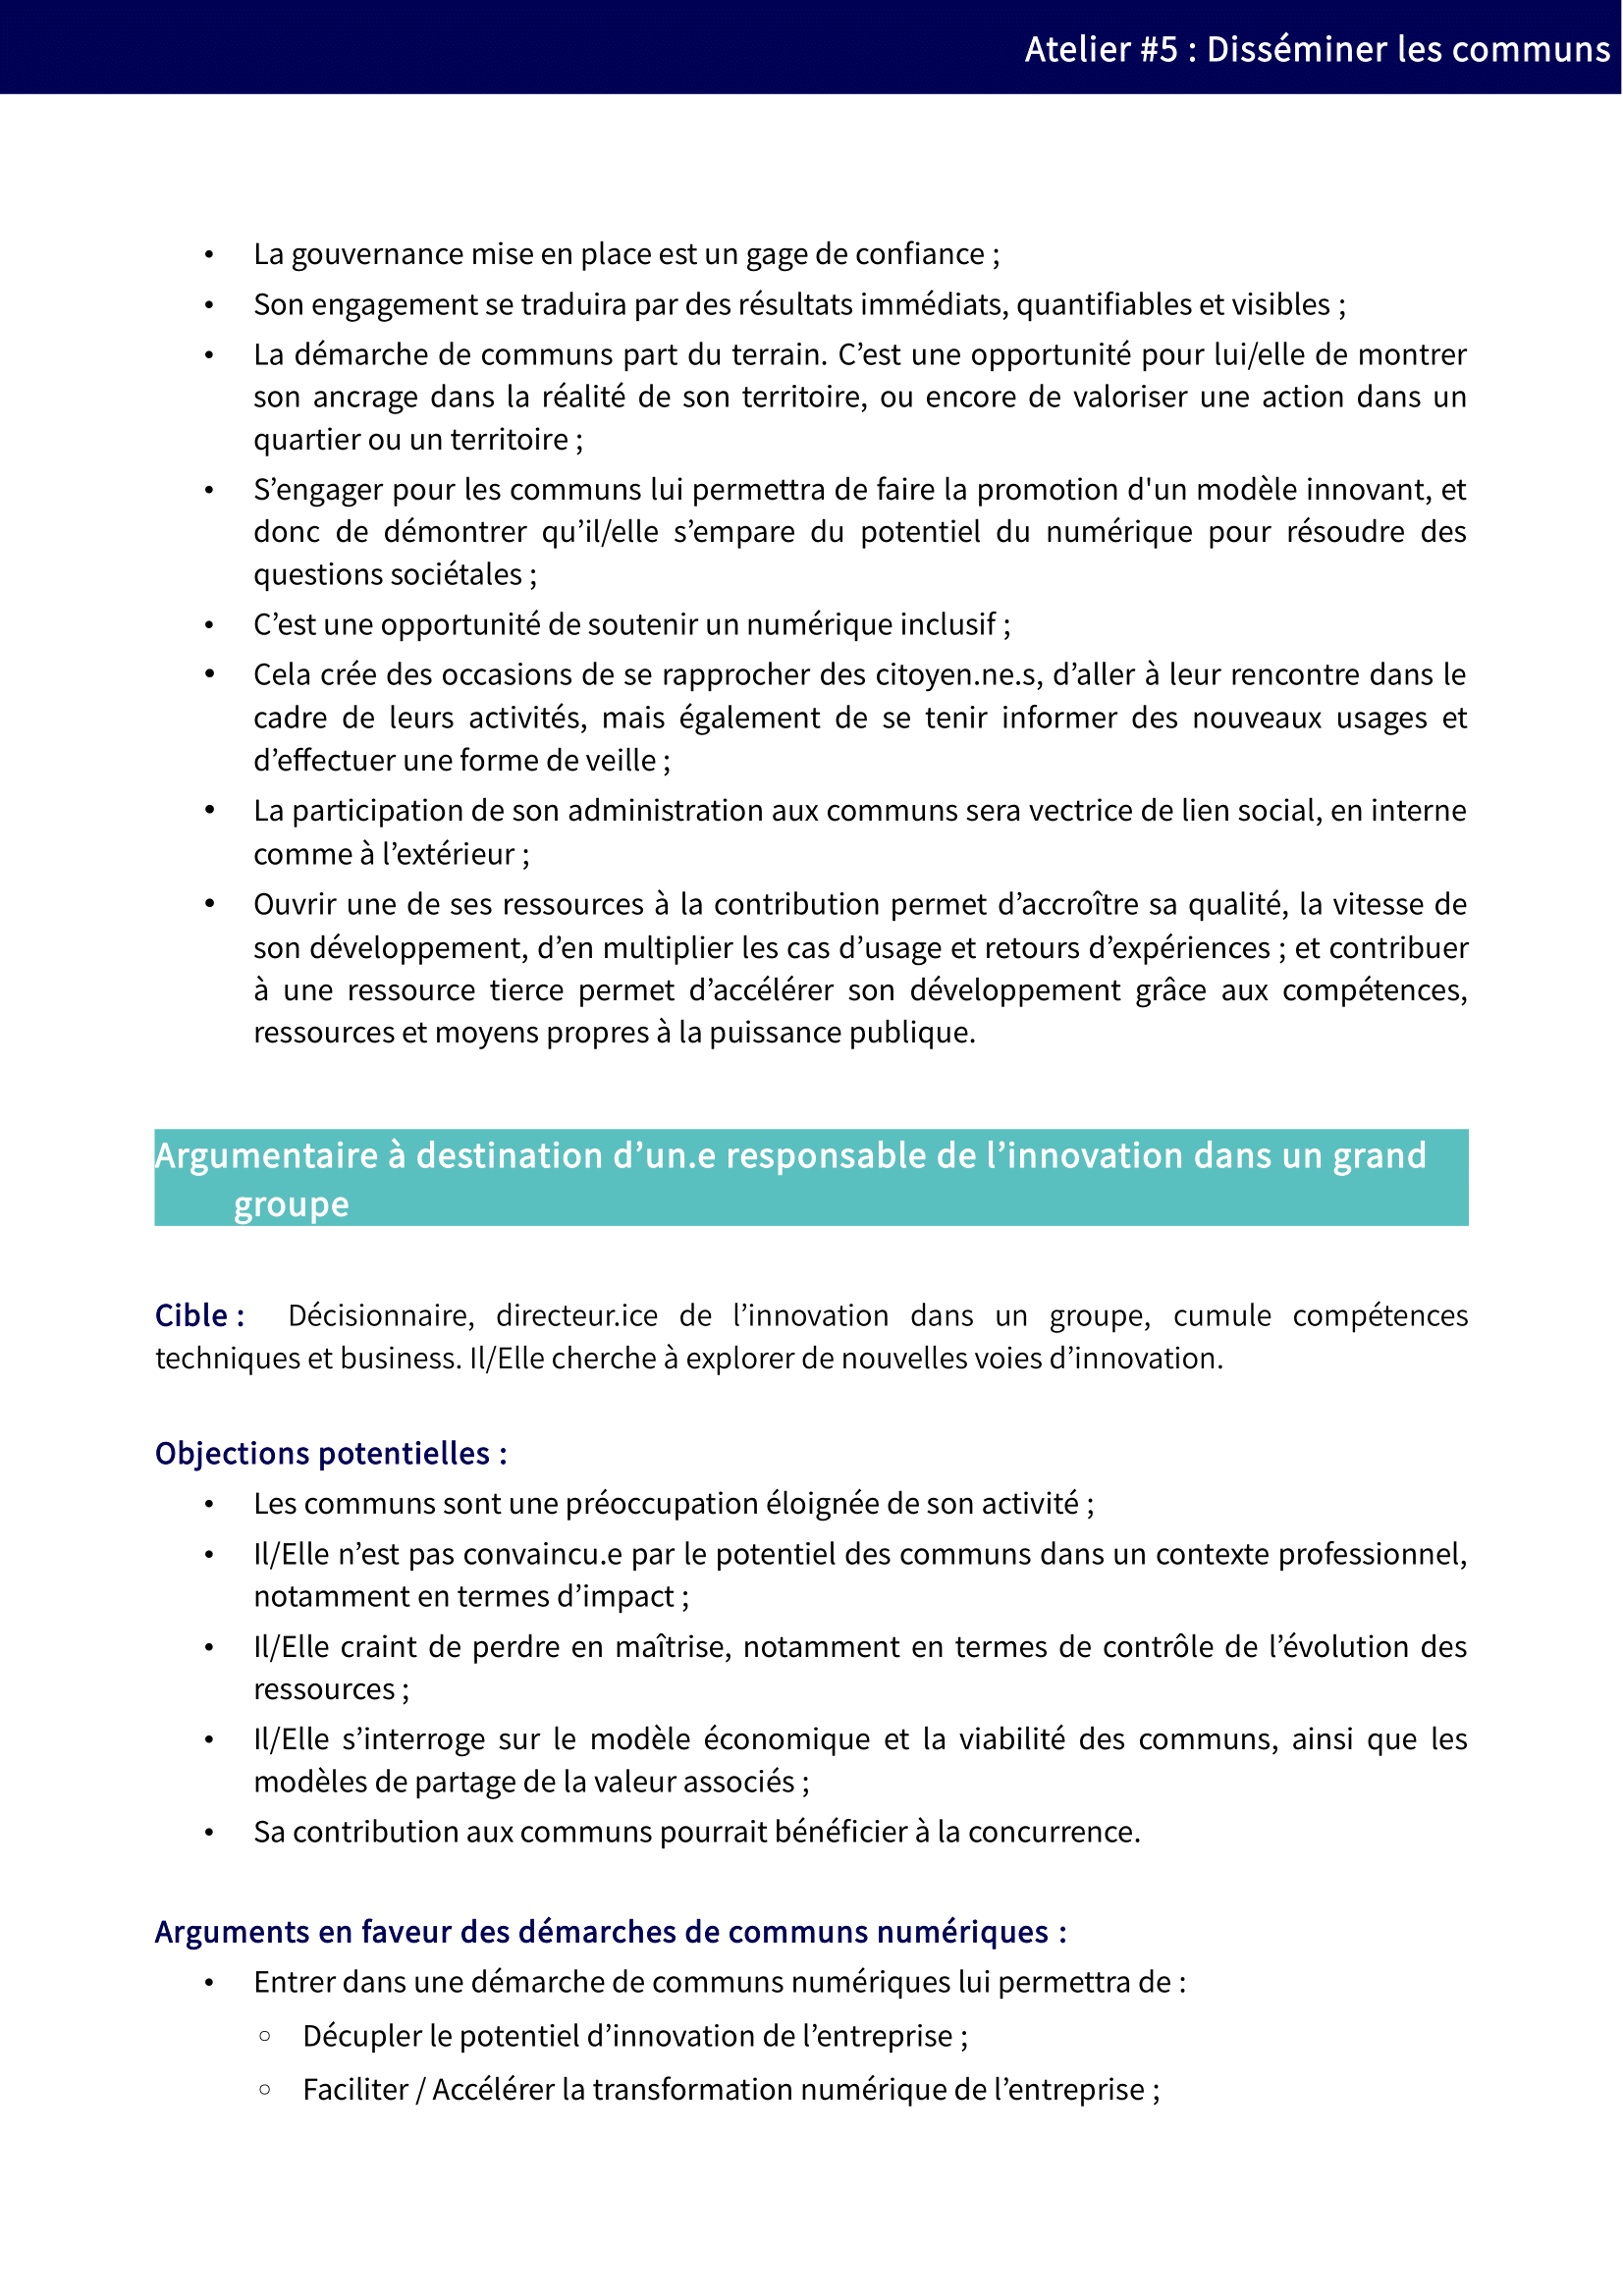 Atelier #5 : Disséminer les communs
• La gouvernance mise en place est un gage de confiance ;
• Son engagement se traduira par des résultats immédiats, quantifiables et visibles ;
• La démarche de communs part du terrain. C’est une opportunité pour lui/elle de montrer
son ancrage dans la réalité de son territoire, ou encore de valoriser une action dans un
quartier ou un territoire ;
• S’engager pour les communs lui permettra de faire la promotion d'un modèle innovant, et
donc de démontrer qu’il/elle s’empare du potentiel du numérique pour résoudre des
questions sociétales ;
• C’est une opportunité de soutenir un numérique inclusif ;
• Cela crée des occasions de se rapprocher des citoyen.ne.s, d’aller à leur rencontre dans le
cadre de leurs activités, mais également de se tenir informer des nouveaux usages et
d’effectuer une forme de veille ;
• La participation de son administration aux communs sera vectrice de lien social, en interne
comme à l’extérieur ;
• Ouvrir une de ses ressources à la contribution permet d’accroître sa qualité, la vitesse de
son développement, d’en multiplier les cas d’usage et retours d’expériences ; et contribuer
à une ressource tierce permet d’accélérer son développement grâce aux compétences,
ressources et moyens propres à la puissance publique.
Argumentaire à destination d’un.e responsable de l’innovation dans un grand
groupe
Cible : Décisionnaire, directeur.ice de l’innovation dans un groupe, cumule compétences
techniques et business. Il/Elle cherche à explorer de nouvelles voies d’innovation.
Objections potentielles :
• Les communs sont une préoccupation éloignée de son activité ;
• Il/Elle n’est pas convaincu.e par le potentiel des communs dans un contexte professionnel,
notamment en termes d’impact ;
• Il/Elle craint de perdre en maîtrise, notamment en termes de contrôle de l’évolution des
ressources ;
• Il/Elle s’interroge sur le modèle économique et la viabilité des communs, ainsi que les
modèles de partage de la valeur associés ;
• Sa contribution aux communs pourrait bénéficier à la concurrence.
Arguments en faveur des démarches de communs numériques :
• Entrer dans une démarche de communs numériques lui permettra de :
○ Décupler le potentiel d’innovation de l’entreprise ;
○ Faciliter / Accélérer la transformation numérique de l’entreprise ;